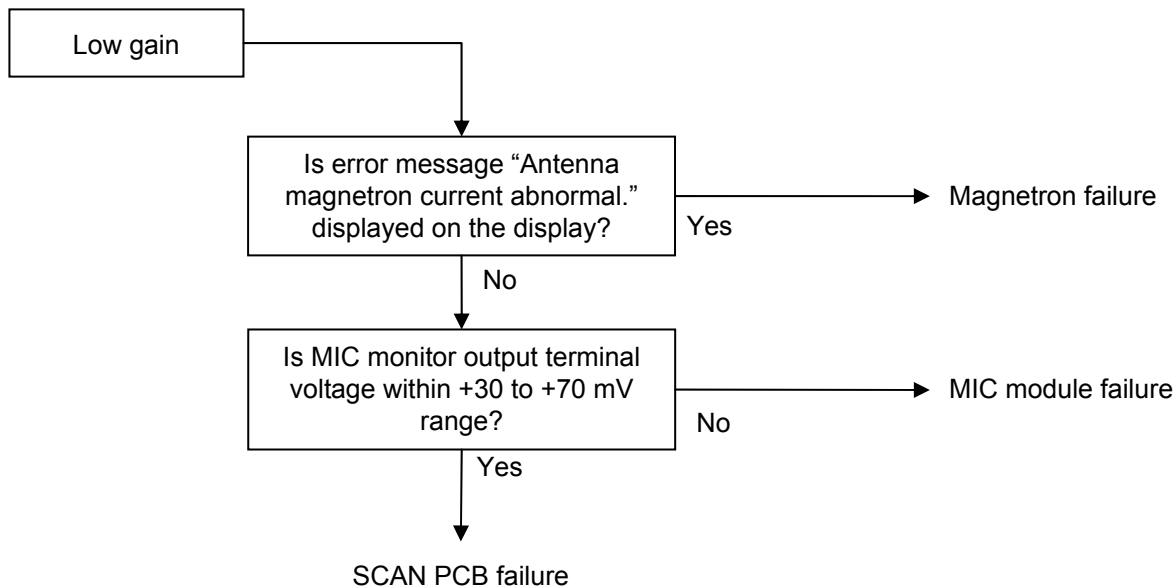 Low gain
Is error message “Antenna
magnetron current abnormal.”
displayed on the display?
Yes
Magnetron failure
No
Is MIC monitor output terminal
voltage within +30 to +70 mV
range?
No
MIC module failure
Yes
SCAN PCB failure